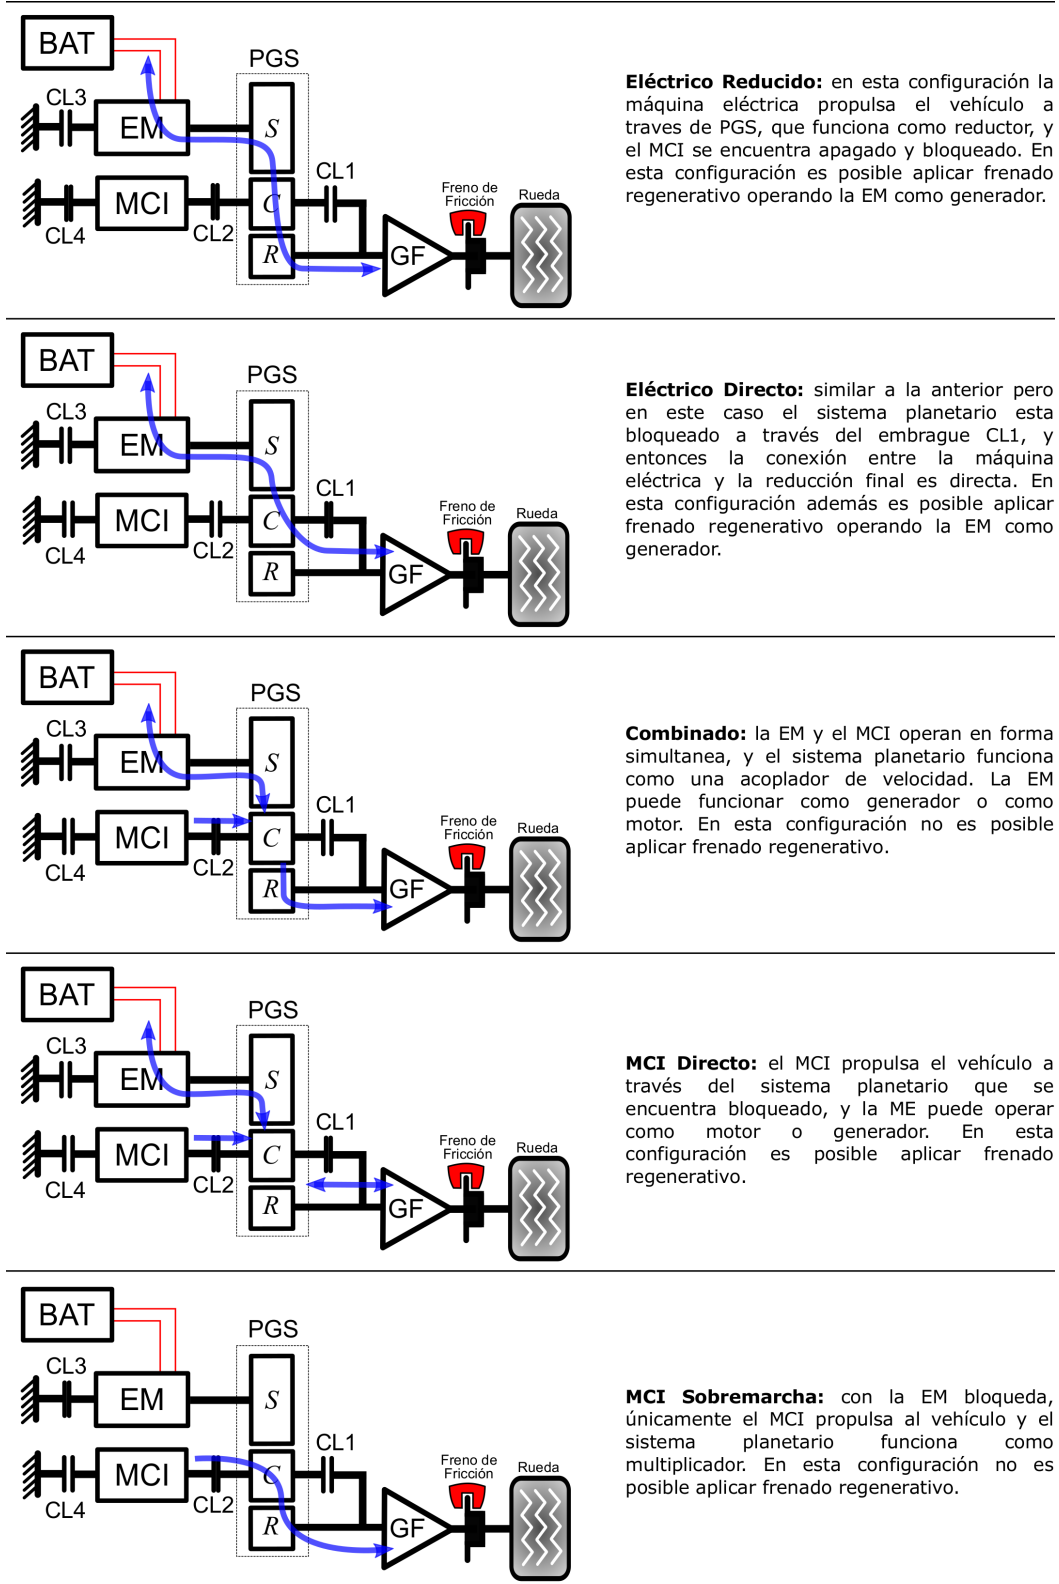 BAT
PGS
CL3
EM
S
CL1
MCI
C
CL4
CL2
R
GF
Freno de
Fricción
Rueda
Eléctrico Reducido: en esta configuración la
máquina eléctrica propulsa el vehículo a
traves de PGS, que funciona como reductor, y
el MCI se encuentra apagado y bloqueado. En
esta configuración es posible aplicar frenado
regenerativo operando la EM como generador.
BAT
PGS
CL3
EM
S
CL1
MCI
C
CL4
CL2
R
GF
Freno de
Fricción
Rueda
Eléctrico Directo: similar a la anterior pero
en este caso el sistema planetario esta
bloqueado a través del embrague CL1, y
entonces la conexión entre la máquina
eléctrica y la reducción final es directa. En
esta configuración además es posible aplicar
frenado regenerativo operando la EM como
generador.
BAT
PGS
CL3
EM
S
CL1
MCI
C
CL4
CL2
R
GF
Freno de
Fricción
Rueda
Combinado: la EM y el MCI operan en forma
simultanea, y el sistema planetario funciona
como una acoplador de velocidad. La EM
puede funcionar como generador o como
motor. En esta configuración no es posible
aplicar frenado regenerativo.
BAT
PGS
CL3
EM
S
CL1
MCI
C
CL4
CL2
R
GF
Freno de
Fricción
Rueda
MCI Directo: el MCI propulsa el vehículo a
través del sistema planetario que se
encuentra bloqueado, y la ME puede operar
como motor o generador. En esta
configuración es posible aplicar frenado
regenerativo.
BAT
PGS
CL3
EM
S
CL1
MCI
C
CL4
CL2
R
GF
Freno de
Fricción
Rueda
MCI Sobremarcha: con la EM bloqueda,
únicamente el MCI propulsa al vehículo y el
sistema planetario funciona como
multiplicador. En esta configuración no es
posible aplicar frenado regenerativo.